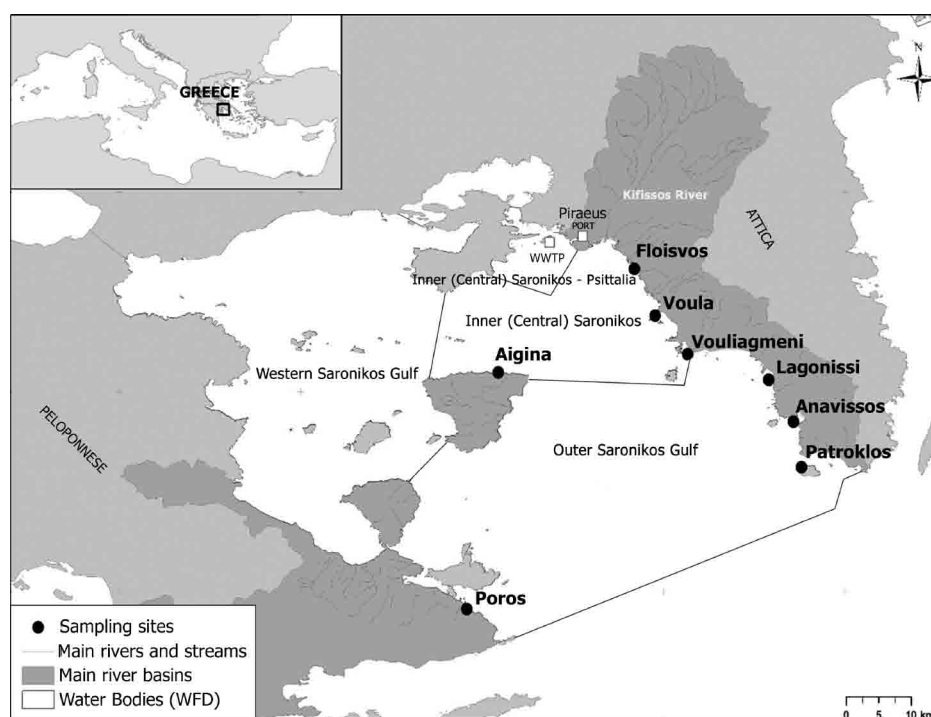 GREECE
N
Kifissos River
Piraeus
PORT
WWTP
ATTICA
Floisvos
Inner (Central) Saronikos - Psittalia
Voula
Inner (Central) Saronikos
Vouliagmeni
Aigina
Western Saronikos Gulf
Lagonissi
PELOPONNESE
Anavissos
Outer Saronikos Gulf
Patroklos
Poros
Sampling sites
Main rivers and streams
Main river basins
Water Bodies (WFD)
0 5 10 km